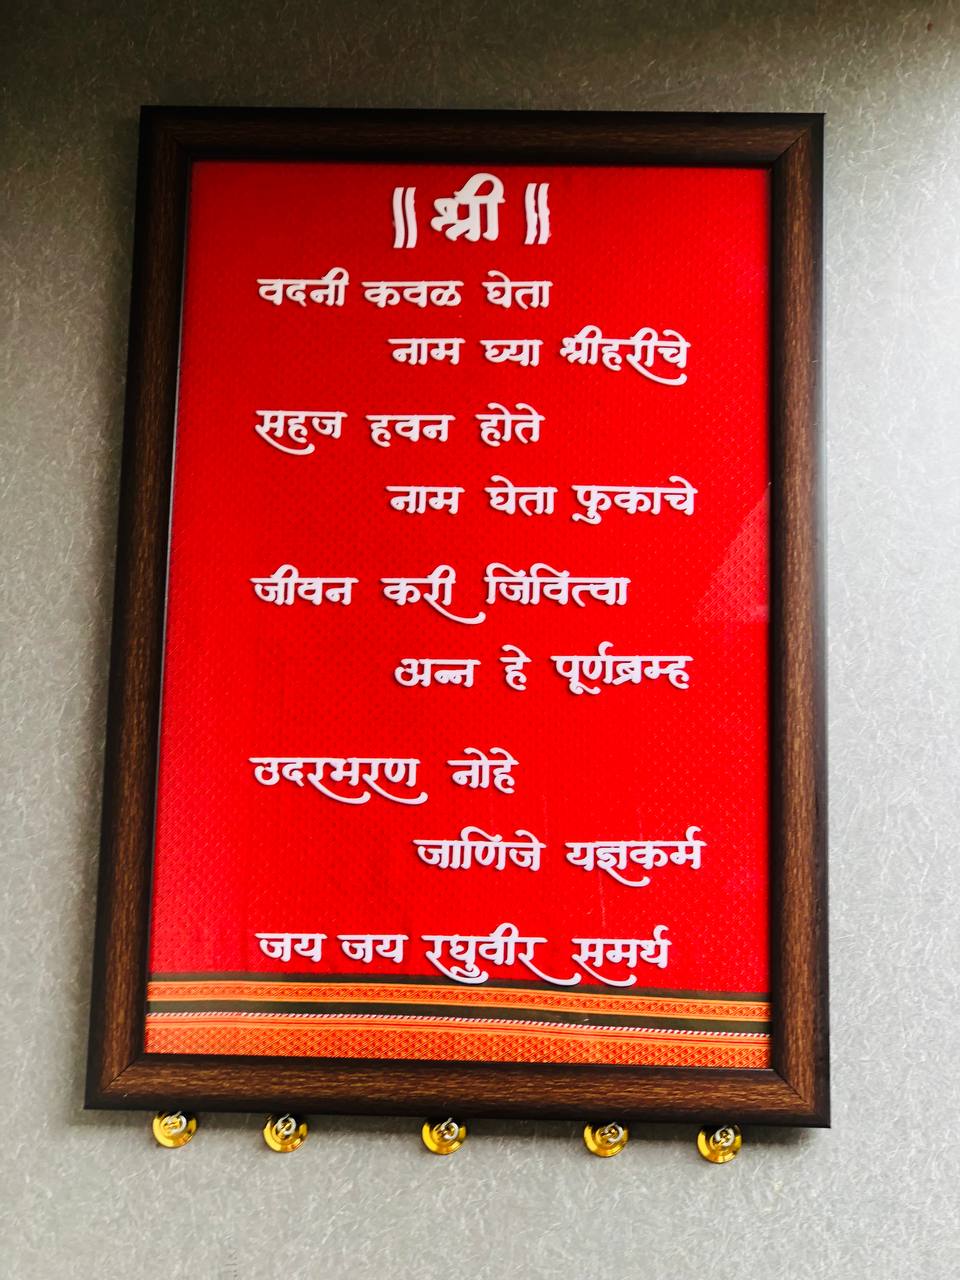 ॥ श्री ॥
वदनी कवळ घेता
नाम घ्या श्रीहरीचे
सहज हवन होते
नाम घेता फुकाचे
जीवन करी जिंवित्वा
अन्न हे पूर्णब्रम्ह
उदरभरण नोहे
जाणिंजे यज्ञकर्म
जय जय रघुवीर समर्थ